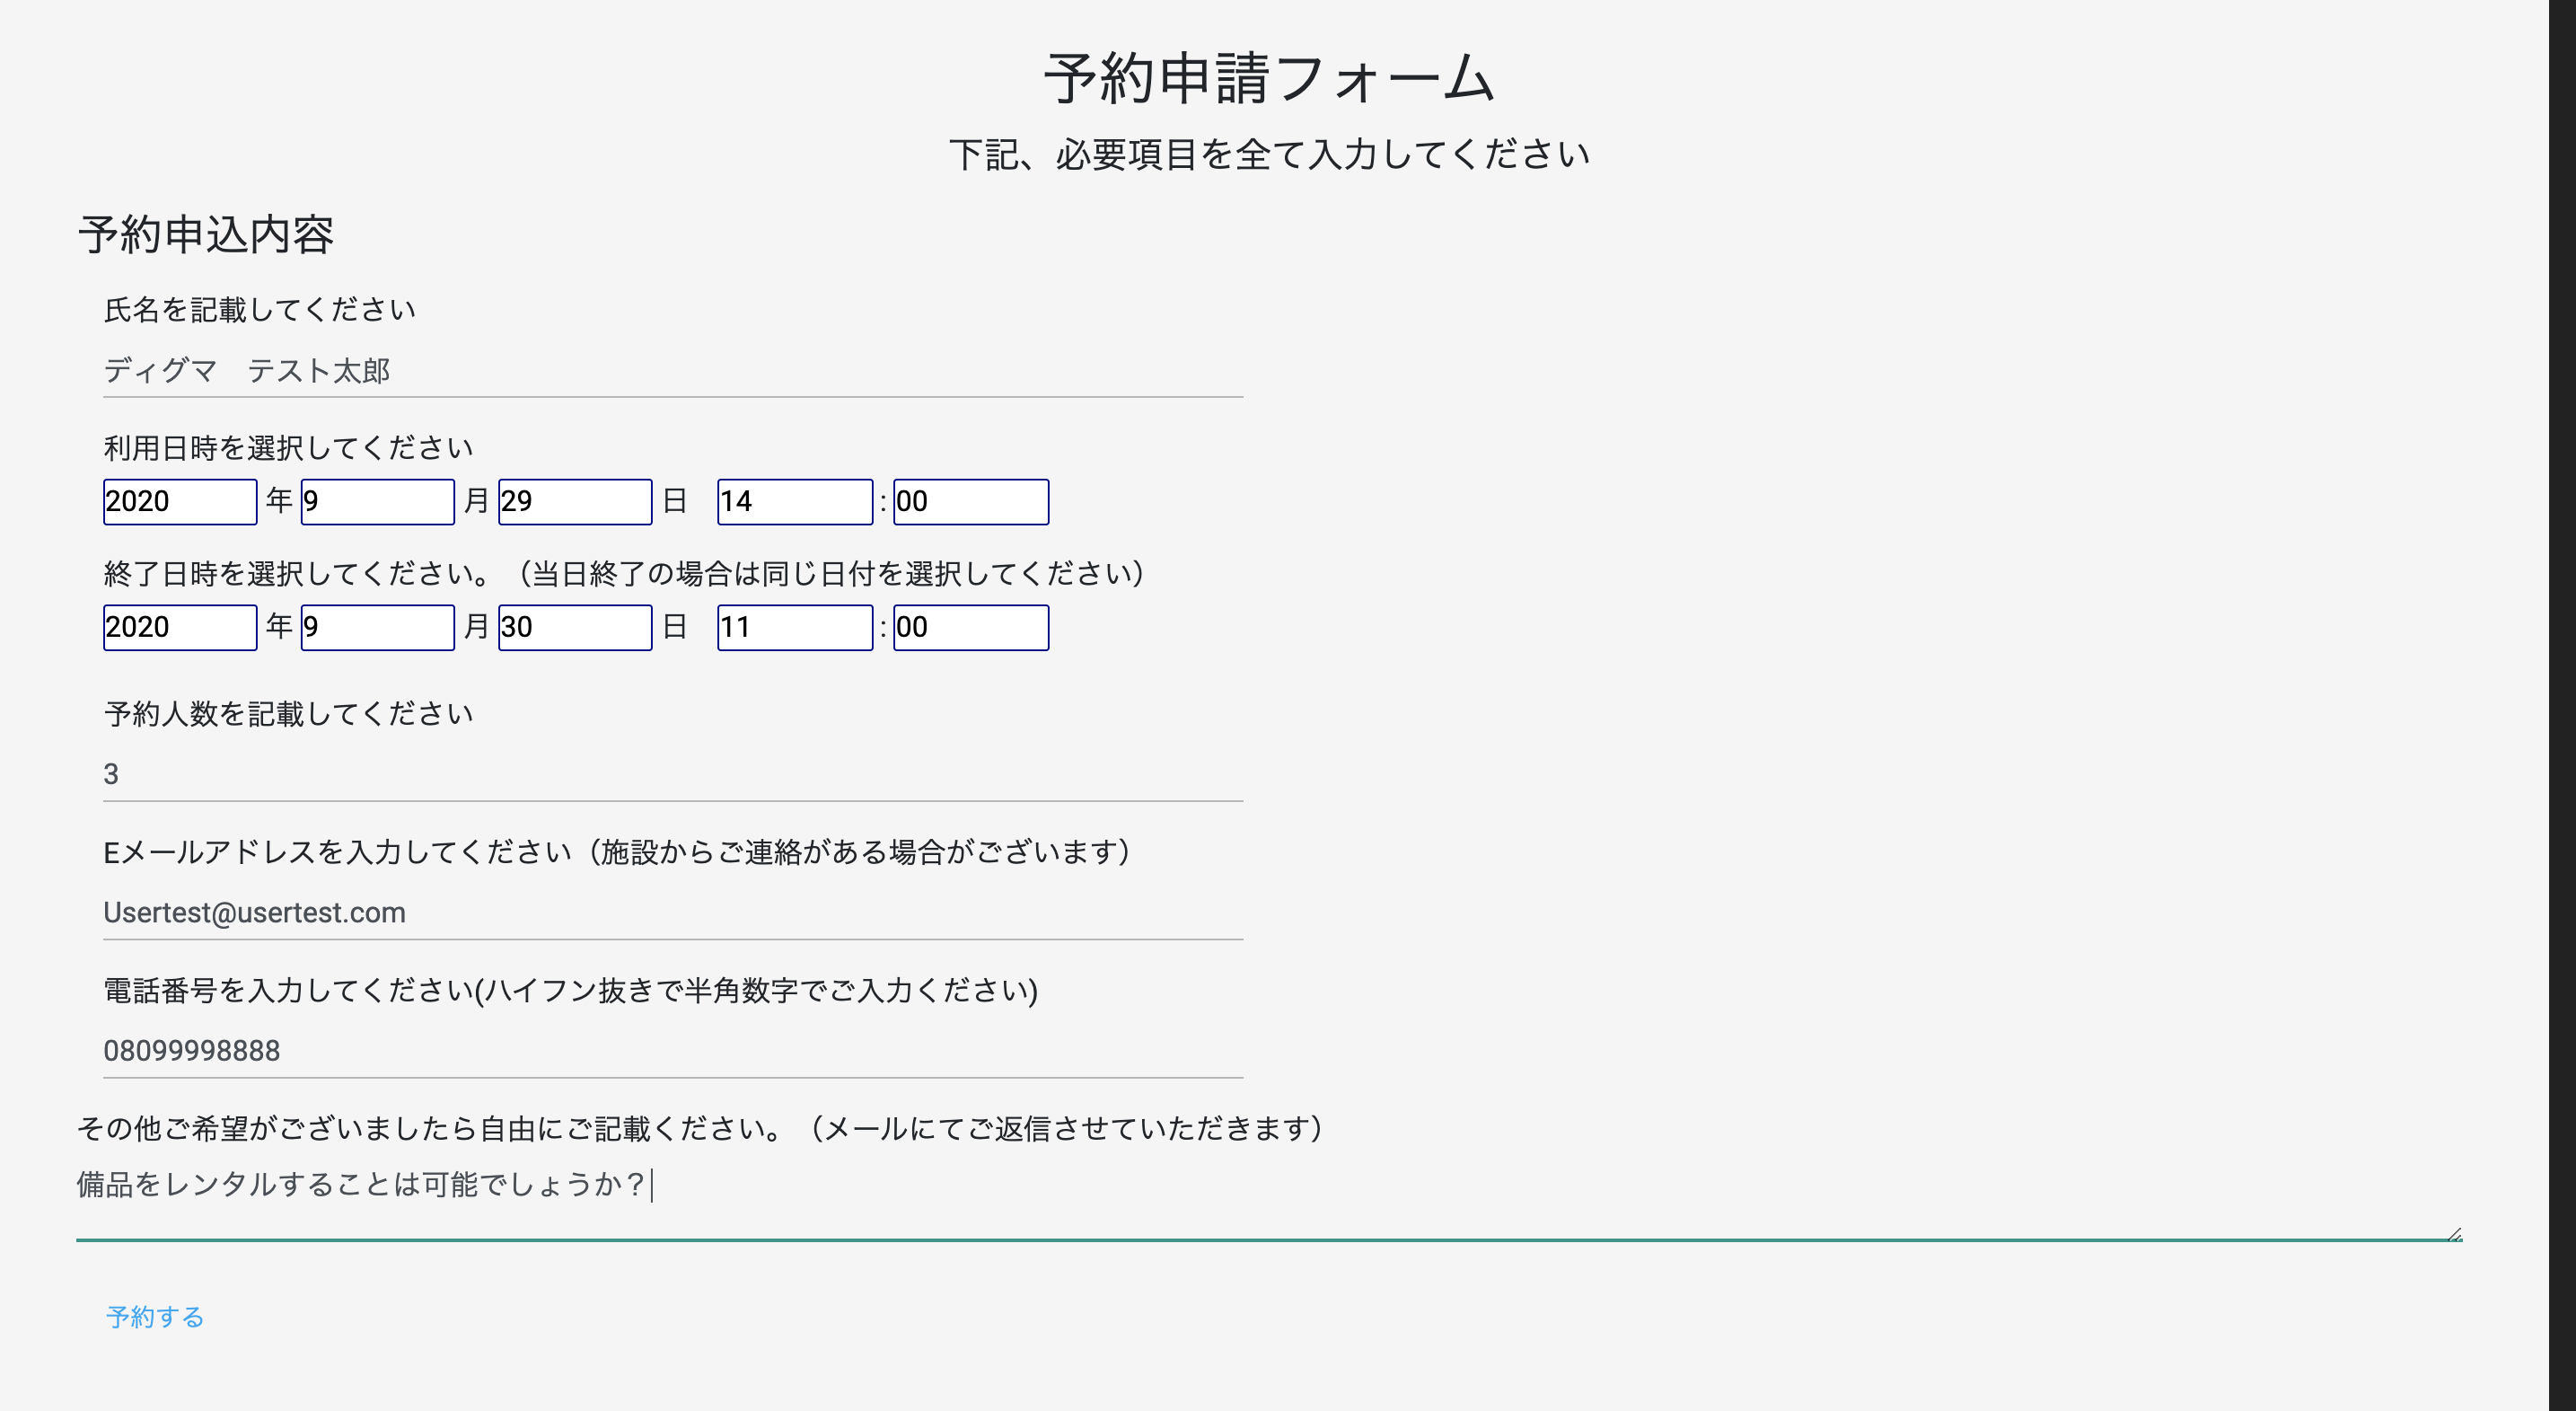 予約申請フォーム
下記、必要項目を全て入力してください
予約申込内容
氏名を記載してください
ディグマ　テスト太郎
利用日時を選択してください
2020 年 9 月 29 日 14 : 00
終了日時を選択してください。（当日終了の場合は同じ日付を選択してください）
2020 年 9 月 30 日 11 : 00
予約人数を記載してください
3
Eメールアドレスを入力してください（施設からご連絡がある場合がございます）
Usertest@usertest.com
電話番号を入力してください(ハイフン抜きで半角数字でご入力ください)
08099998888
その他ご希望がございましたら自由にご記載ください。（メールにてご返信させていただきます）
備品をレンタルすることは可能でしょうか？
予約する